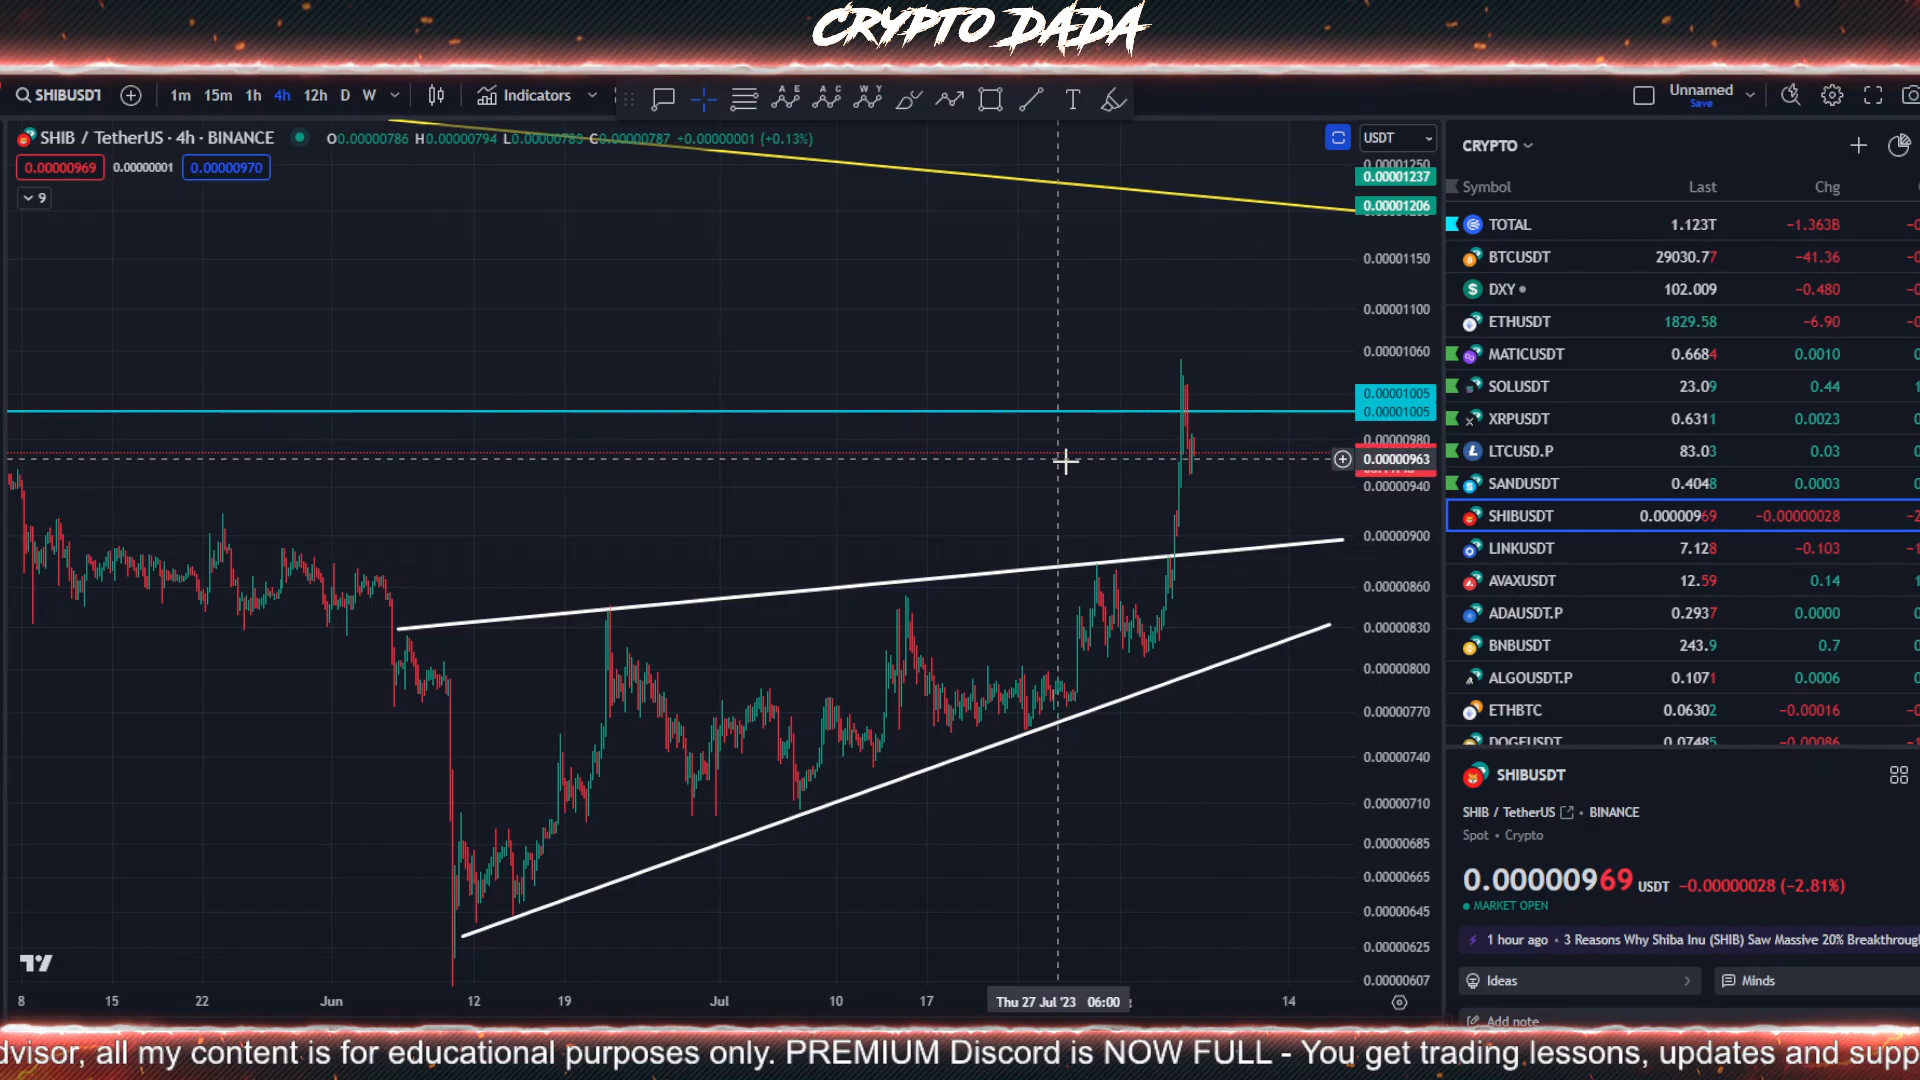 CRYPTO DADA
SHIBUSDT 1m 15m 1h 4h 12h D W Indicators A E A C W Y Unnamed
Save
SHIB / TetherUS · 4h · BINANCE O0.00000786 H0.00000794 L0.00000783 C0.00000787 +0.00000001 (+0.13%) USDT
0.00000969 0.00000001 0.00000970
9
0.00001250
0.00001237
0.00001206
0.00001150
0.00001100
0.00001060
0.00001005
0.00001005
0.00000980
0.00000963
0.00000940
0.00000900
0.00000860
0.00000830
0.00000800
0.00000770
0.00000740
0.00000710
0.00000685
0.00000665
0.00000645
0.00000625
0.00000607
8 15 22 Jun 12 19 Jul 10 17 Thu 27 Jul '23 06:00 14
CRYPTO
Symbol Last Chg
TOTAL 1.123T −1.363B
BTCUSDT 29030.77 −41.36
DXY 102.009 −0.480
ETHUSDT 1829.58 −6.90
MATICUSDT 0.6684 0.0010
SOLUSDT 23.09 0.44
XRPUSDT 0.6311 0.0023
LTCUSD.P 83.03 0.03
SANDUSDT 0.4048 0.0003
SHIBUSDT 0.00000969 −0.00000028
LINKUSDT 7.128 −0.103
AVAXUSDT 12.59 0.14
ADAUSDT.P 0.2937 0.0000
BNBUSDT 243.9 0.7
ALGOUSDT.P 0.1071 0.0006
ETHBTC 0.06302 −0.00016
DOGEUSDT 0.07485 −0.00086
SHIBUSDT
SHIB / TetherUS • BINANCE
Spot • Crypto
0.00000969 USDT −0.00000028 (−2.81%)
MARKET OPEN
1 hour ago • 3 Reasons Why Shiba Inu (SHIB) Saw Massive 20% Breakthroug
Ideas Minds
Add note
dvisor, all my content is for educational purposes only. PREMIUM Discord is NOW FULL - You get trading lessons, updates and supp